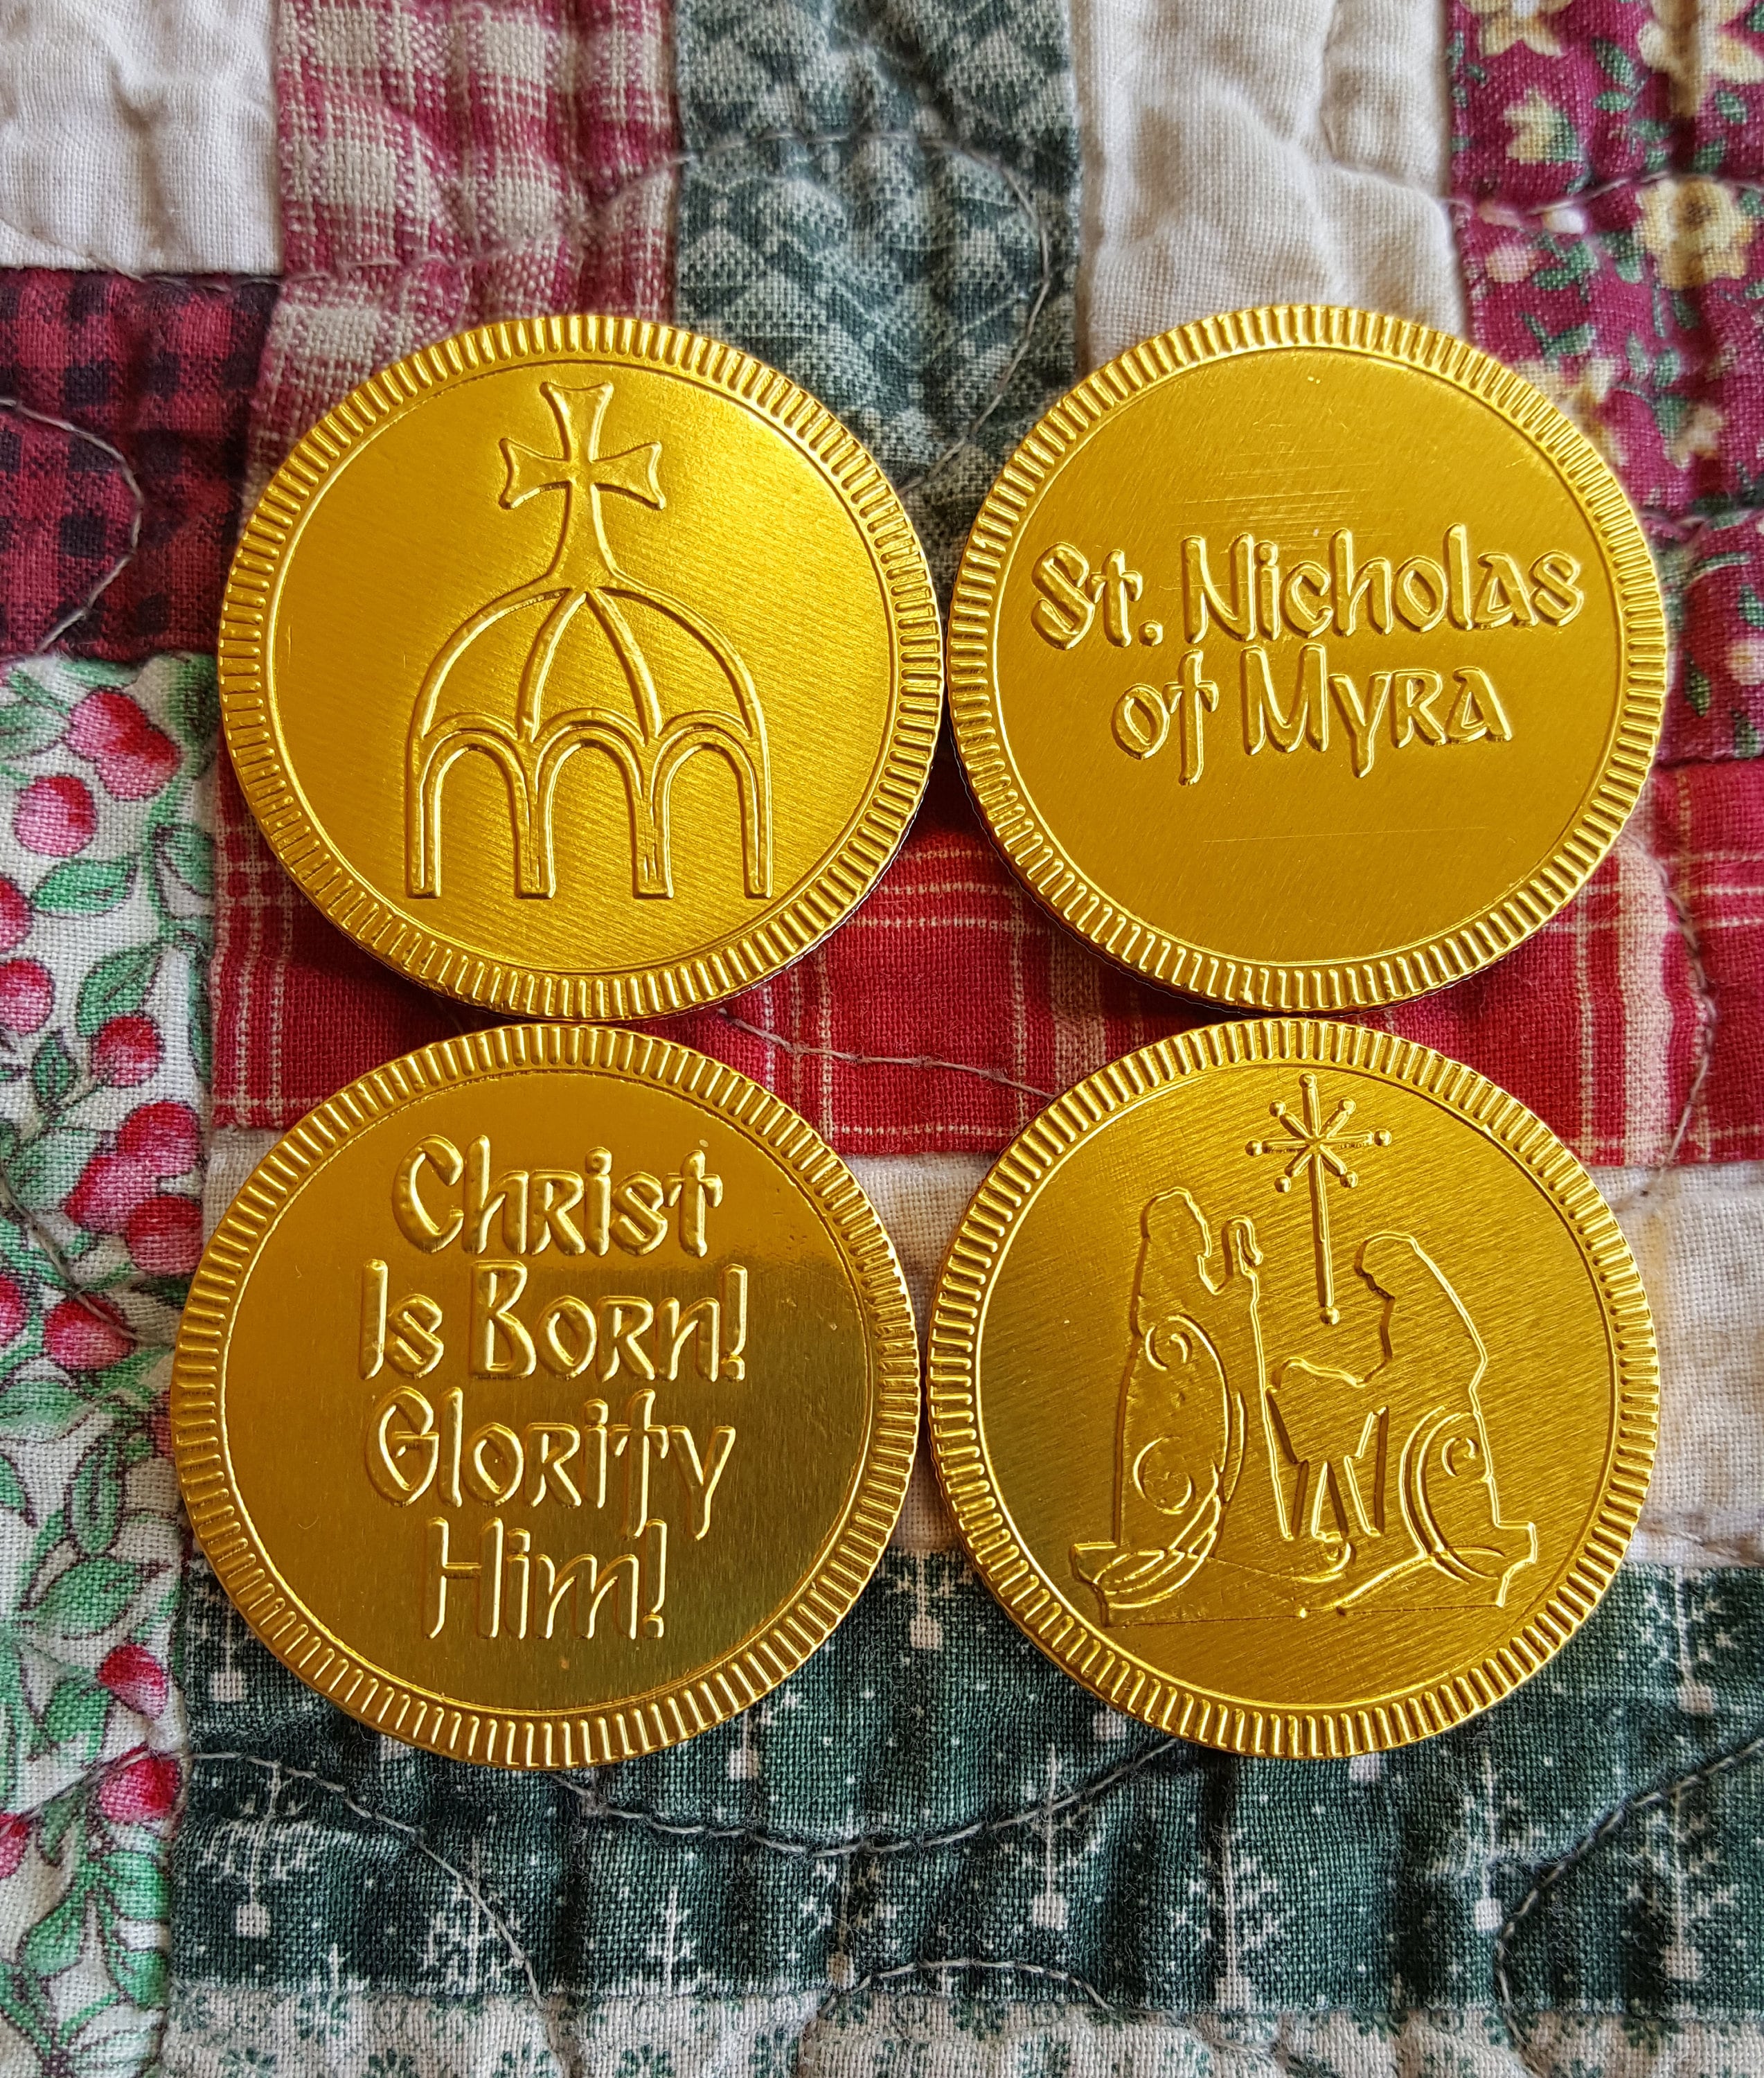 St. Nicholas
of Myra
Christ
Is Born!
Glorify
Him!